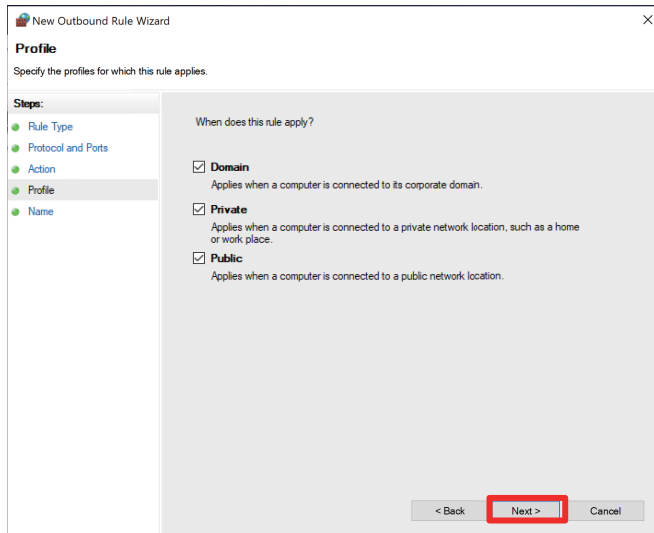 New Outbound Rule Wizard
Profile
Specify the profiles for which this rule applies.
Steps:
Rule Type
Protocol and Ports
Action
Profile
Name
When does this rule apply?
Domain
Applies when a computer is connected to its corporate domain.
Private
Applies when a computer is connected to a private network location, such as a home
or work place.
Public
Applies when a computer is connected to a public network location.
< Back
Next >
Cancel